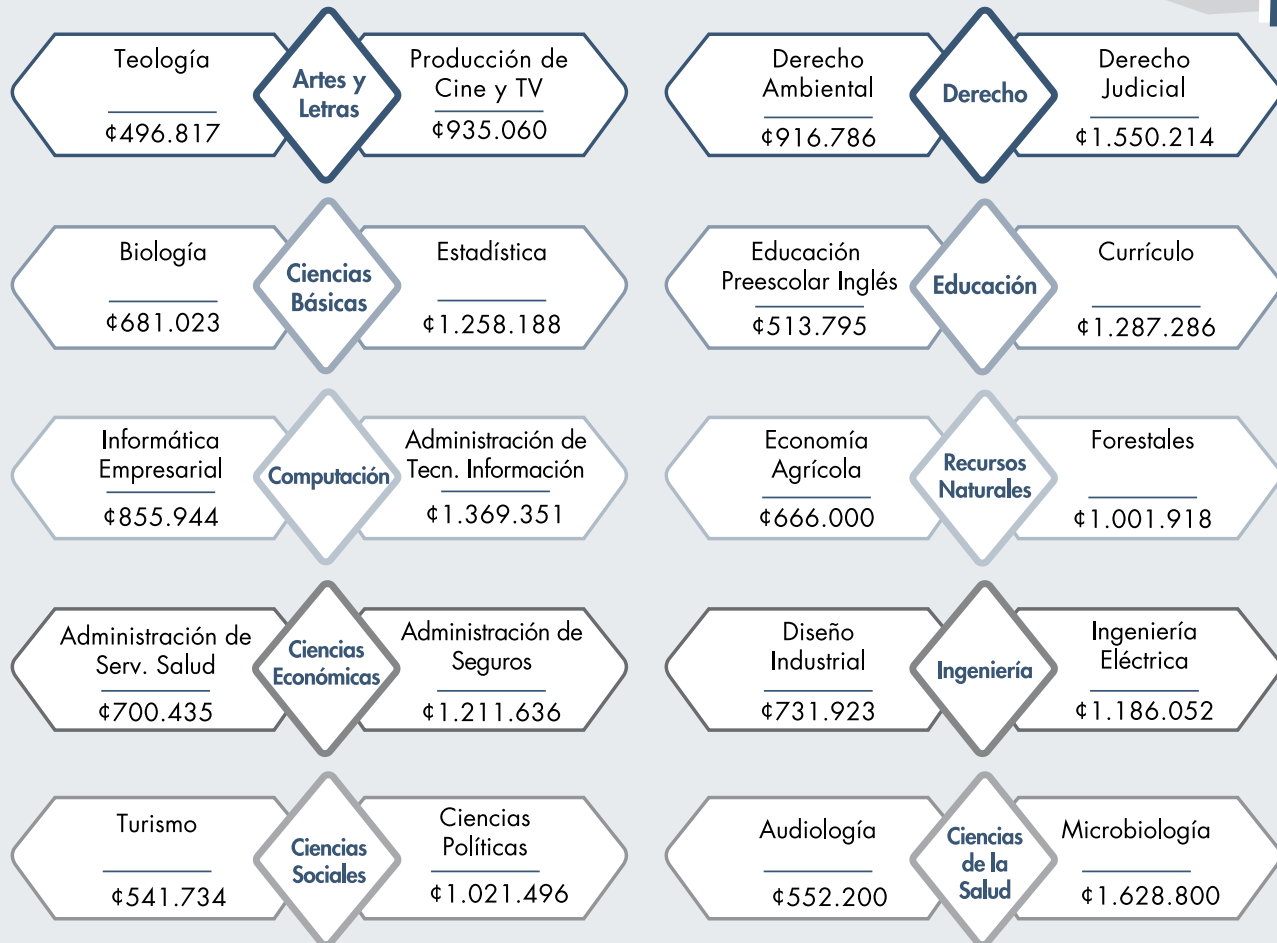 Teología
¢496.817
Artes y
Letras
Producción de
Cine y TV
¢935.060
Derecho
Ambiental
¢916.786
Derecho
Derecho
Judicial
¢1.550.214
Biología
¢681.023
Ciencias
Básicas
Estadística
¢1.258.188
Educación
Preescolar Inglés
¢513.795
Educación
Currículo
¢1.287.286
Informática
Empresarial
¢855.944
Computación
Administración de
Tecn. Información
¢1.369.351
Economía
Agrícola
¢666.000
Recursos
Naturales
Forestales
¢1.001.918
Administración de
Serv. Salud
¢700.435
Ciencias
Económicas
Administración de
Seguros
¢1.211.636
Diseño
Industrial
¢731.923
Ingeniería
Ingeniería
Eléctrica
¢1.186.052
Turismo
¢541.734
Ciencias
Sociales
Ciencias
Políticas
¢1.021.496
Audiología
¢552.200
Ciencias
de la
Salud
Microbiología
¢1.628.800